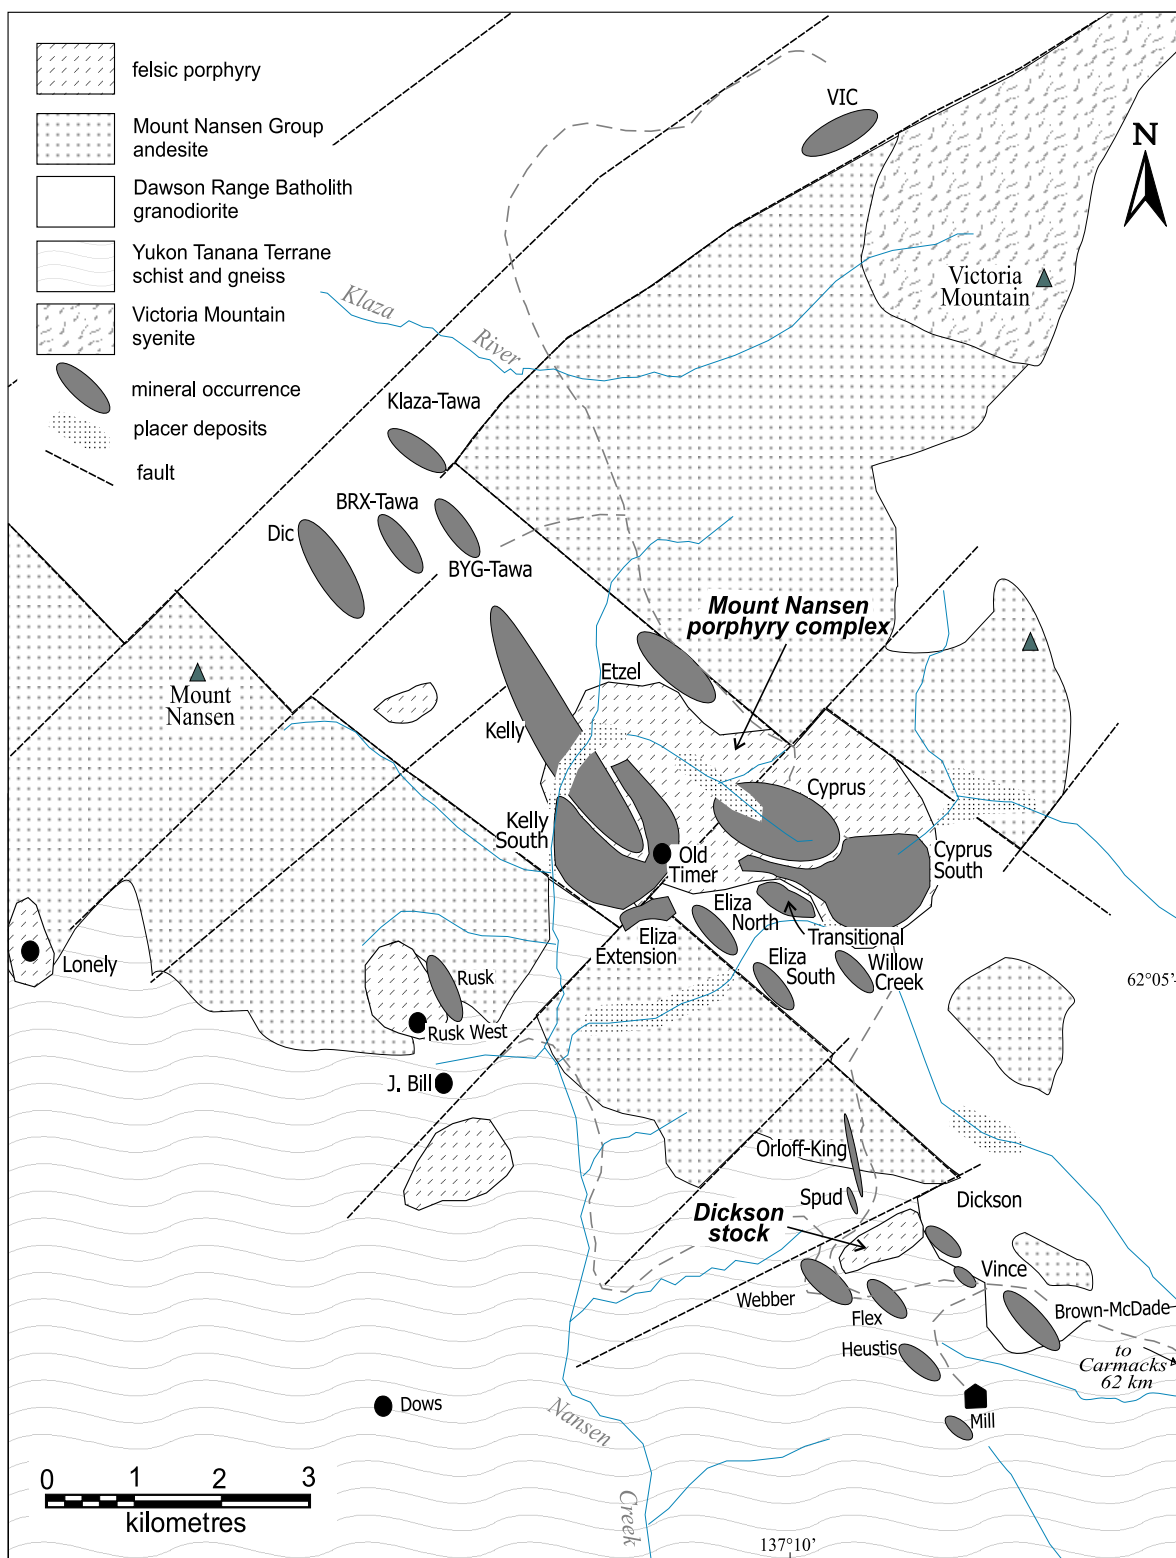 felsic porphyry
Mount Nansen Group
andesite
Dawson Range Batholith
granodiorite
Yukon Tanana Terrane
schist and gneiss
Victoria Mountain
syenite
mineral occurrence
placer deposits
fault
VIC
N
Victoria
Mountain
Klaza
River
Klaza-Tawa
BRX-Tawa
Dic
BYG-Tawa
Mount Nansen
porphyry complex
Etzel
Mount
Nansen
Kelly
Cyprus
Kelly
South
Old
Timer
Cyprus
South
Eliza
North
Transitional
Eliza
Extension
Eliza
South
Willow
Creek
Lonely
Rusk
62°05'
Rusk West
J. Bill
Orloff-King
Spud
Dickson
Dickson
stock
Vince
Webber
Flex
Brown-McDade
Heustis
to
Carmacks
62 km
Dows
Nansen
Mill
0 1 2 3
kilometres
Creek
137°10'